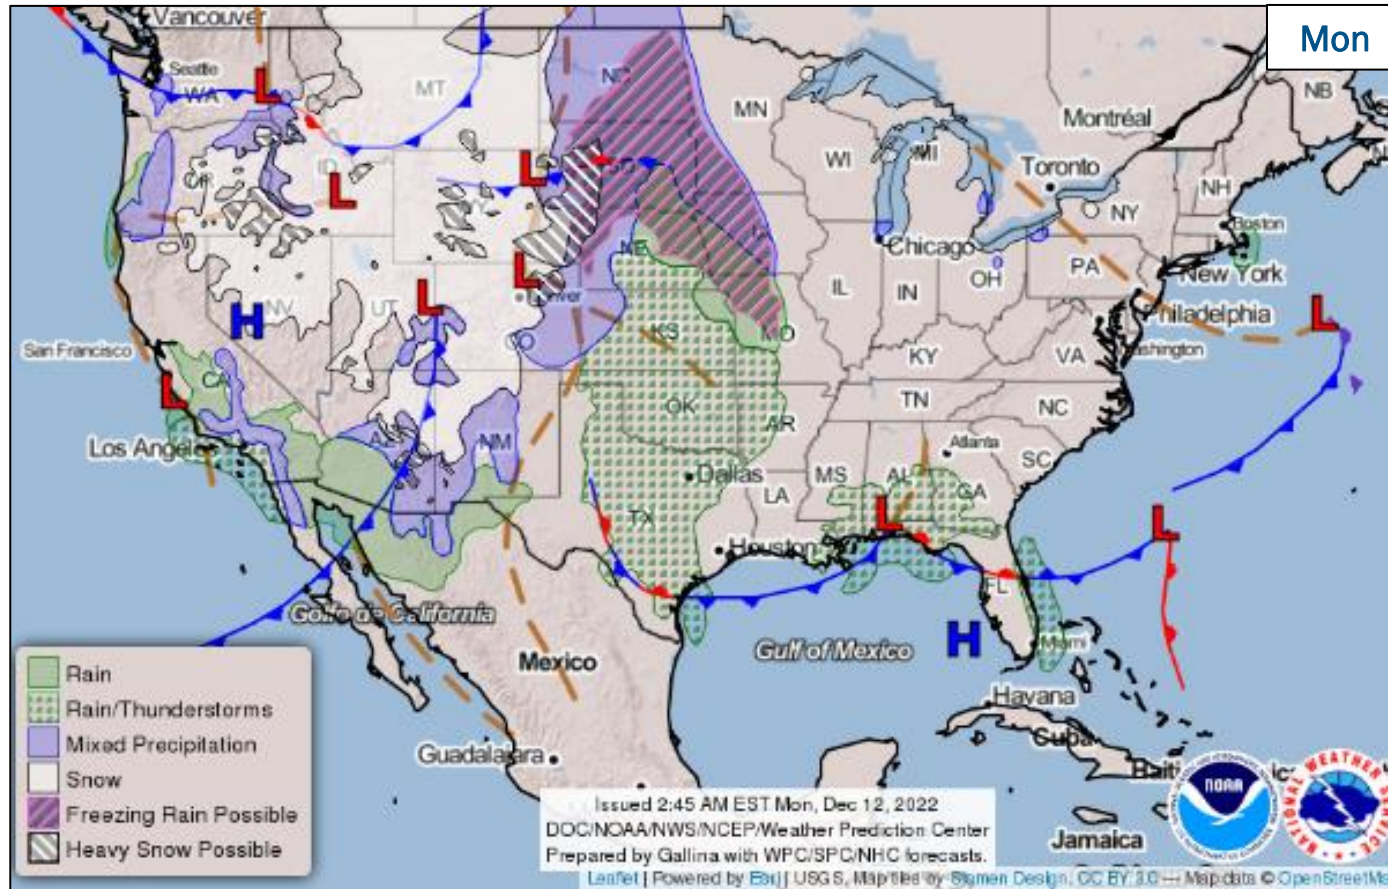 Mon
Vancouver
Seattle
WA
MT
ND
MN
Montréal
NB
OR
ID
SD
WI
MI
Toronto
NH
NY
Boston
NE
IA
Chicago
PA
New York
NV
UT
Denver
CO
IL
IN
OH
Philadelphia
San Francisco
KS
MO
KY
VA
Washington
CA
OK
AR
TN
NC
Los Angeles
AZ
NM
Dallas
MS
AL
Atlanta
SC
GA
LA
TX
Houston
FL
Golfo de California
Gulf of Mexico
Miami
Mexico
Havana
Cuba
Guadalajara
Jamaica
L
L
L
L
L
L
L
L
L
H
H
Rain
Rain/Thunderstorms
Mixed Precipitation
Snow
Freezing Rain Possible
Heavy Snow Possible
Issued 2:45 AM EST Mon, Dec 12, 2022
DOC/NOAA/NWS/NCEP/Weather Prediction Center
Prepared by Gallina with WPC/SPC/NHC forecasts.
Leaflet | Powered by Esri | USGS, Map tiles by Stamen Design, CC BY 3.0 — Map data © OpenStreetMa
NOAA
NATIONAL WEATHER SERVICE